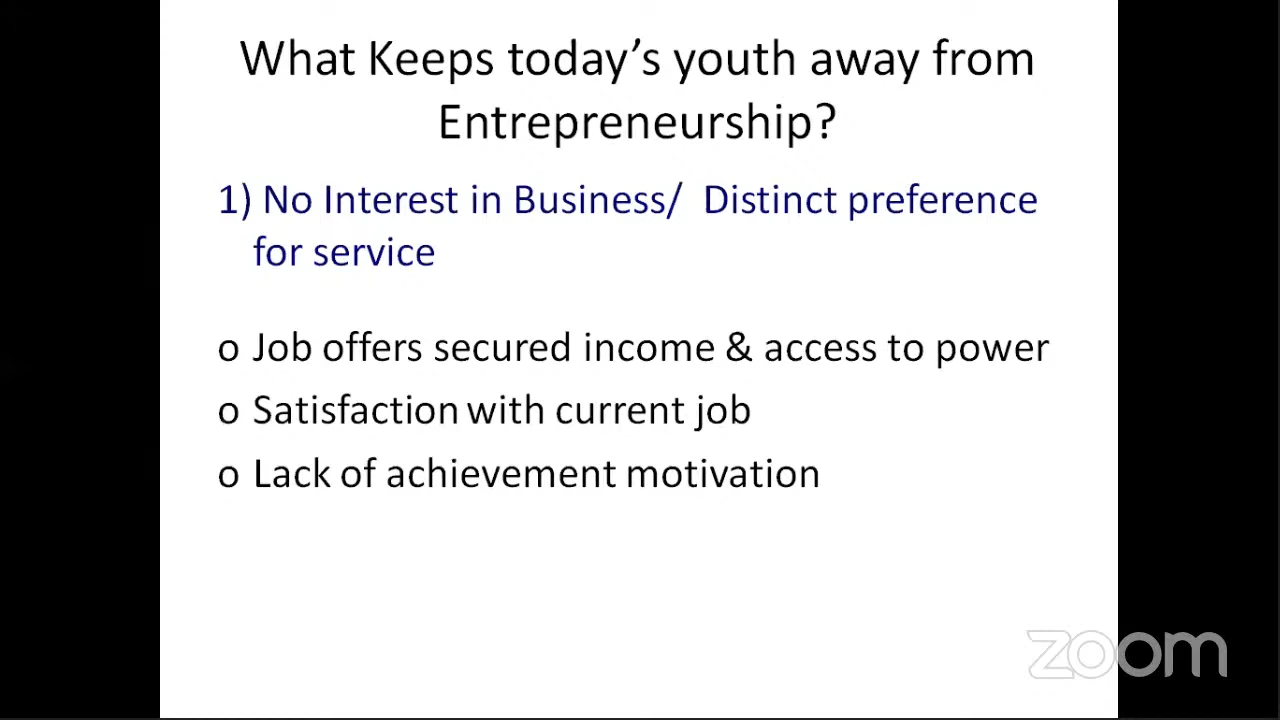 What Keeps today’s youth away from
Entrepreneurship?
1) No Interest in Business/  Distinct preference
for service
o Job offers secured income & access to power
o Satisfaction with current job
o Lack of achievement motivation
zoom